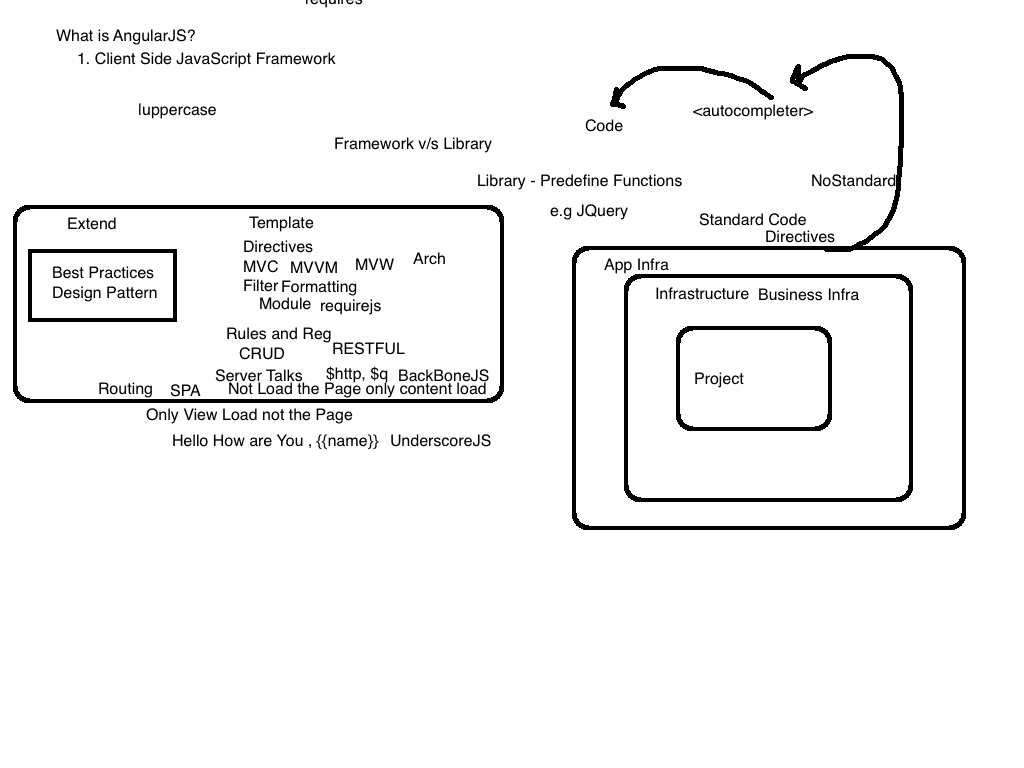 requires
What is AngularJS?
1. Client Side JavaScript Framework
|uppercase
<autocompleter>
Code
Framework v/s Library
Library - Predefine Functions
NoStandard
e.g JQuery
Standard Code
Directives
Extend
Template
Directives
MVC MVVM MVW Arch
Filter Formatting
Module requirejs
Best Practices
Design Pattern
Rules and Reg
CRUD RESTFUL
Server Talks $http, $q BackBoneJS
Routing SPA Not Load the Page only content load
Only View Load not the Page
Hello How are You , {{name}} UnderscoreJS
App Infra
Infrastructure Business Infra
Project